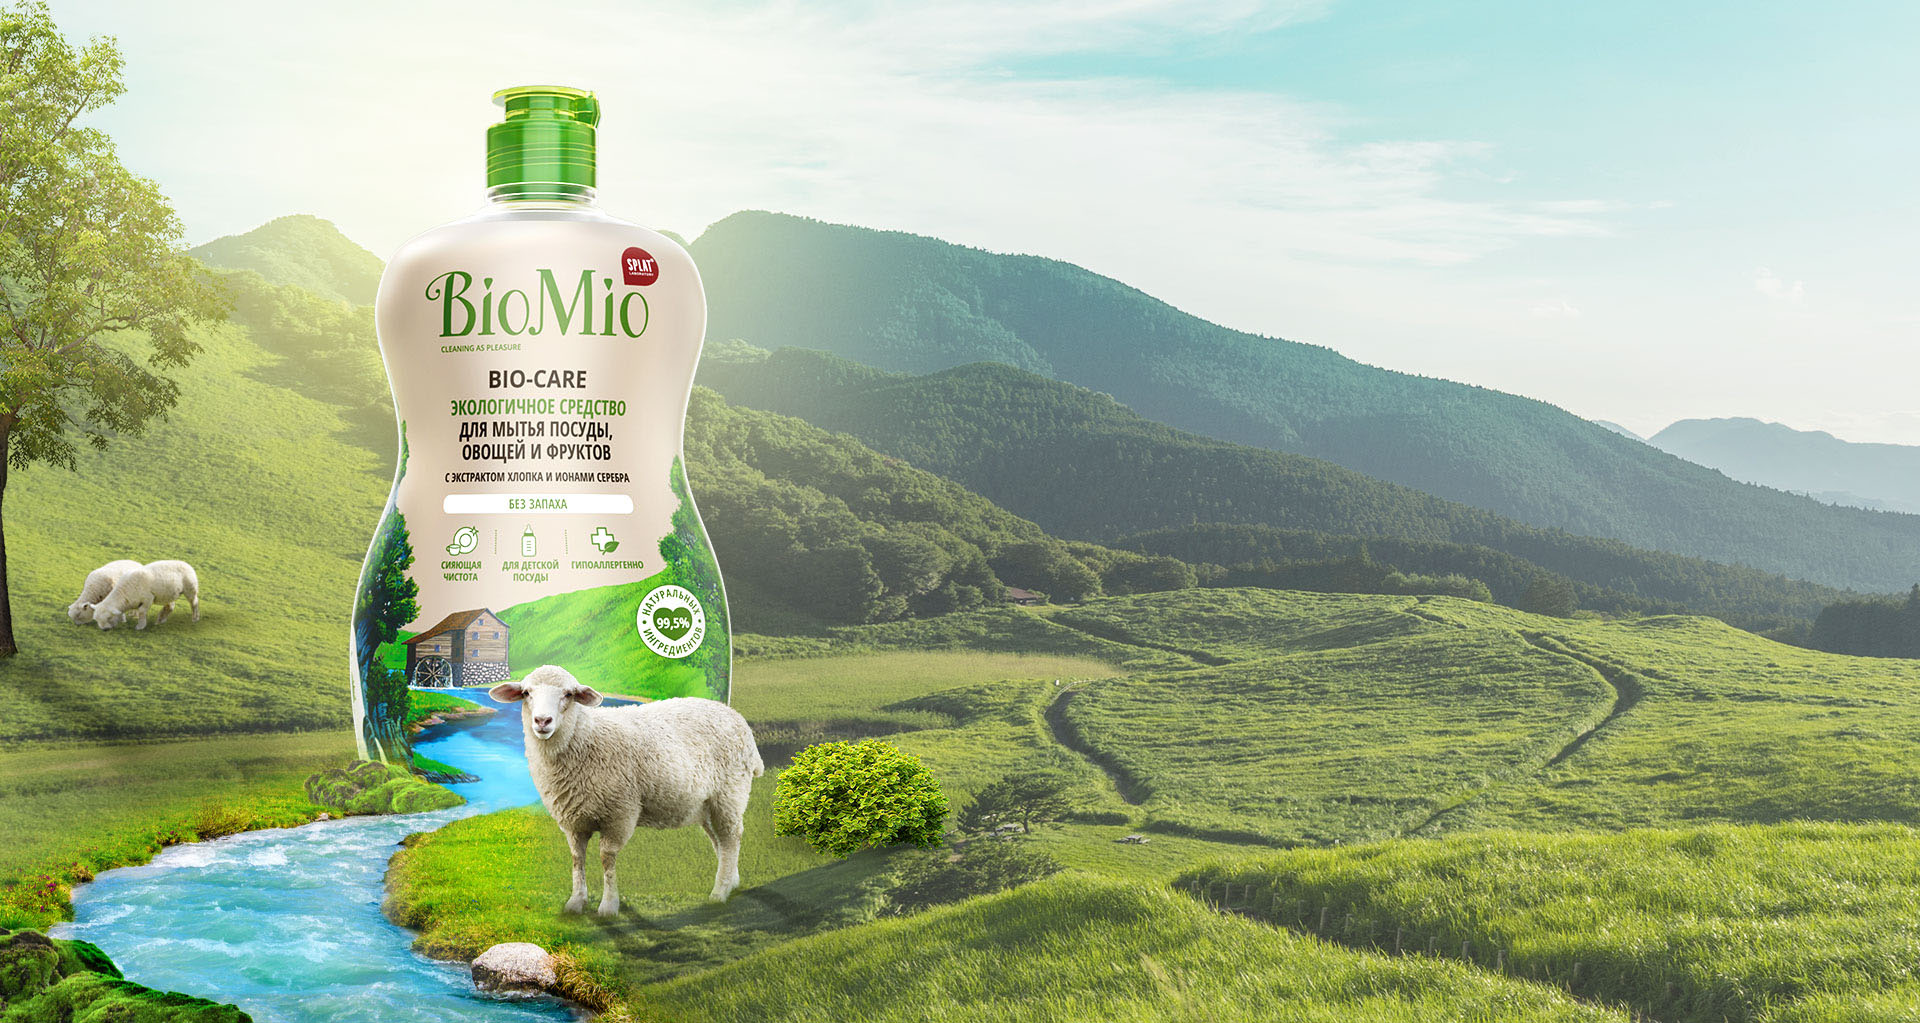 SPLAT
LABORATORY
BioMio
CLEANING AS PLEASURE
BIO-CARE
ЭКОЛОГИЧНОЕ СРЕДСТВО
ДЛЯ МЫТЬЯ ПОСУДЫ,
ОВОЩЕЙ И ФРУКТОВ
С ЭКСТРАКТОМ ХЛОПКА И ИОНАМИ СЕРЕБРА
БЕЗ ЗАПАХА
СИЯЮЩАЯ
ЧИСТОТА
ДЛЯ ДЕТСКОЙ
ПОСУДЫ
ГИПОАЛЛЕРГЕННО
НАТУРАЛЬНЫХ
99,5%
ИНГРЕДИЕНТОВ